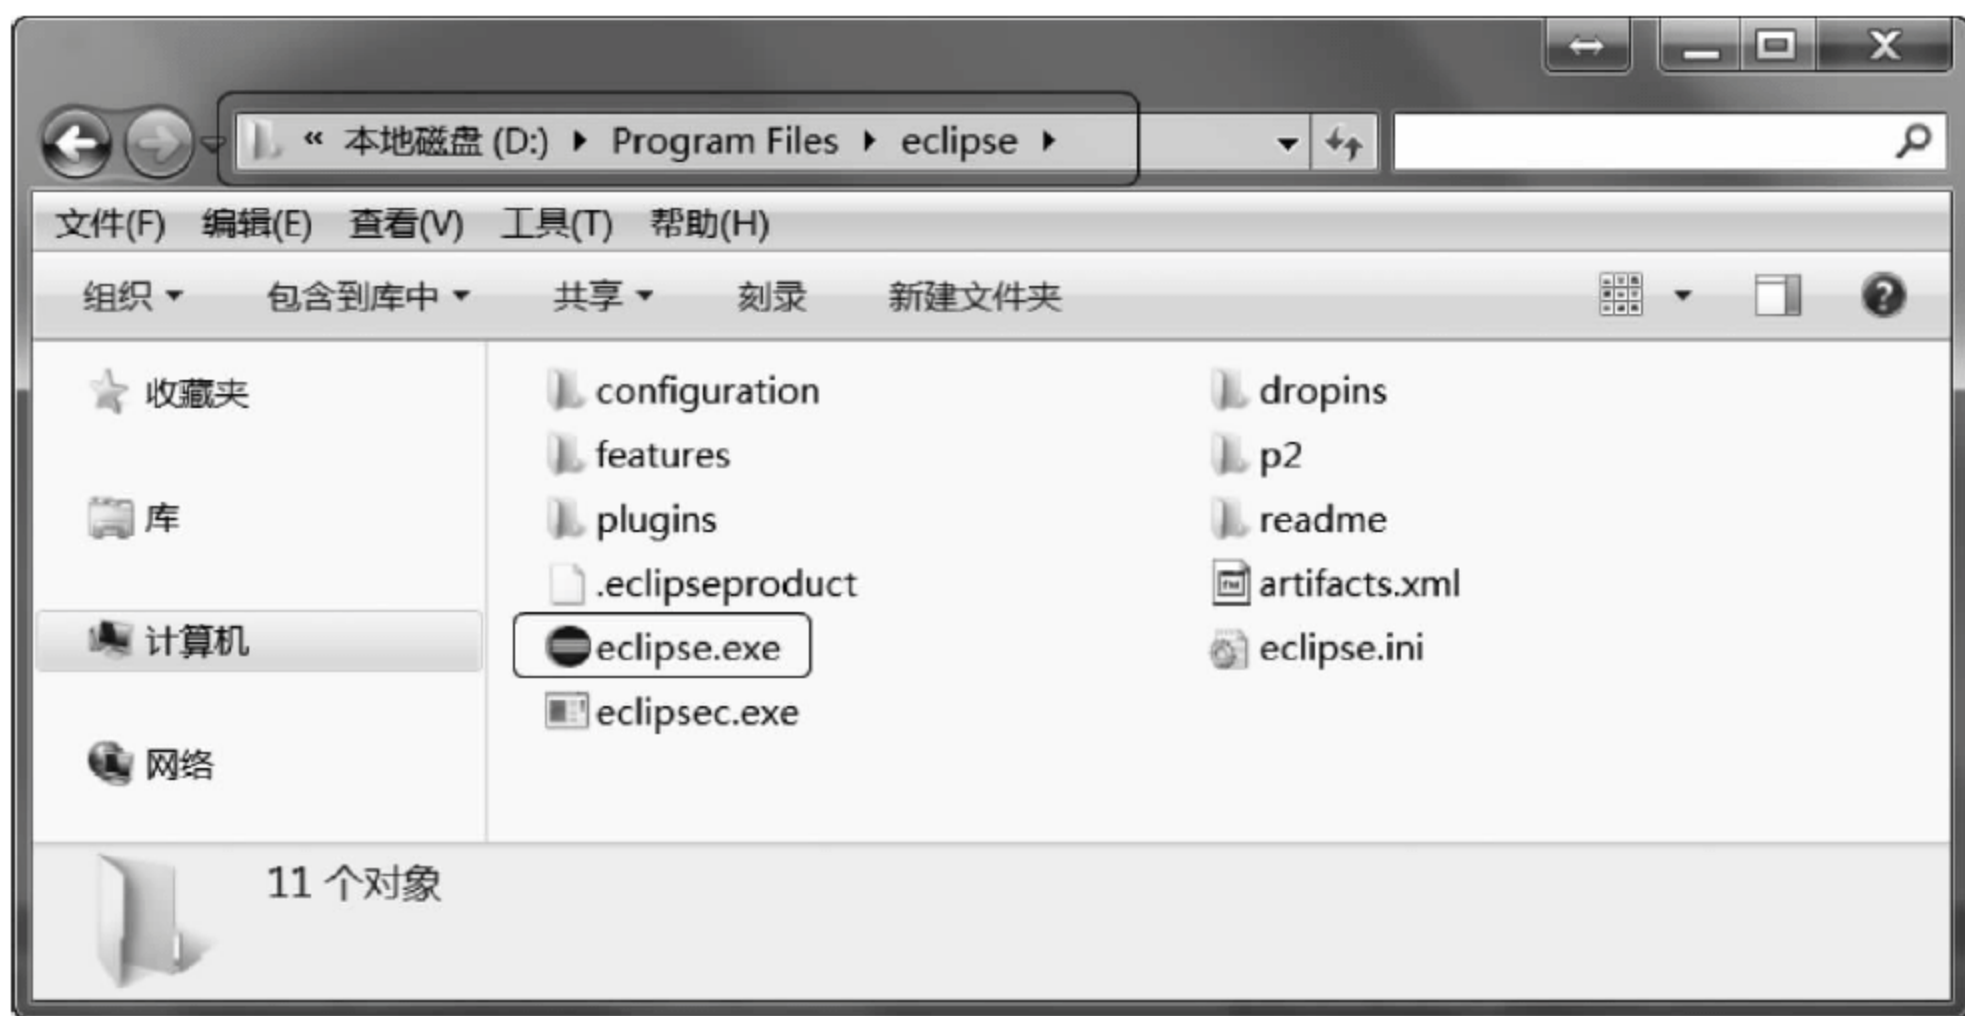 « 本地磁盘 (D:) ▸ Program Files ▸ eclipse ▸
文件(F) 编辑(E) 查看(V) 工具(T) 帮助(H)
组织 包含到库中 共享 刻录 新建文件夹
收藏夹
库
计算机
网络
configuration dropins
features p2
plugins readme
.eclipseproduct artifacts.xml
eclipse.exe eclipse.ini
eclipsec.exe
11 个对象